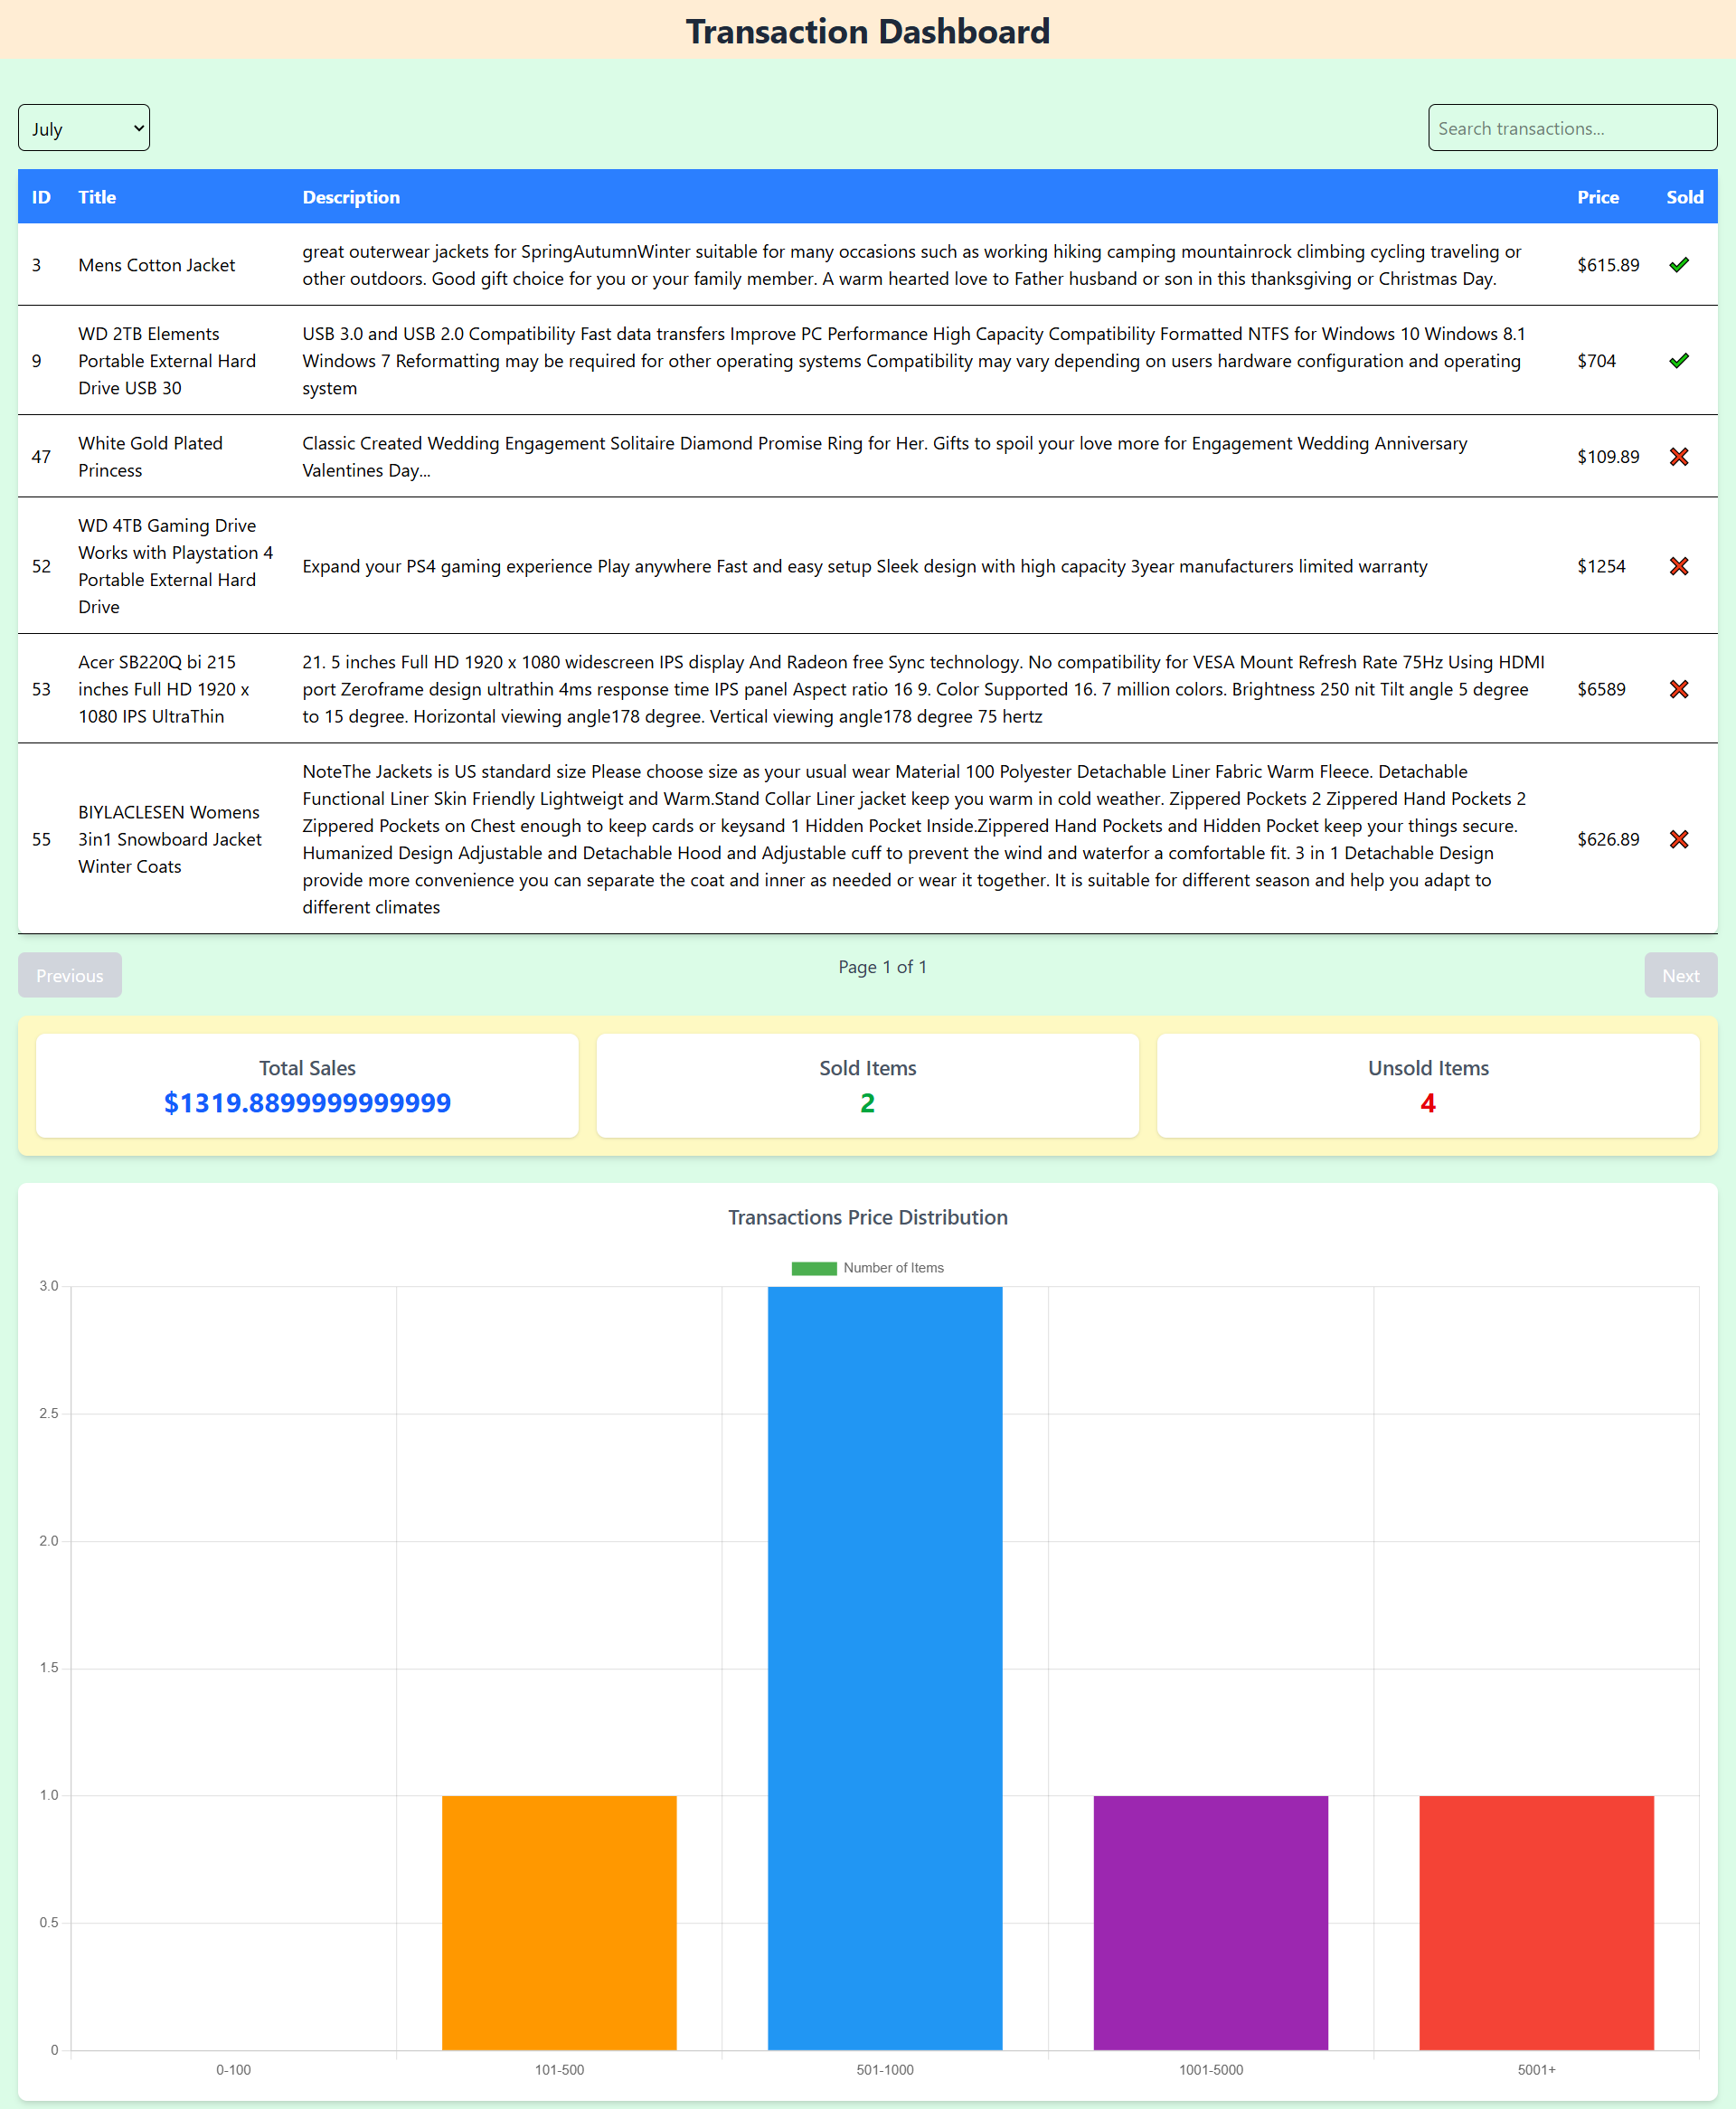 Transaction Dashboard
July
Search transactions...
ID Title Description Price Sold
3 Mens Cotton Jacket great outerwear jackets for SpringAutumnWinter suitable for many occasions such as working hiking camping mountainrock climbing cycling traveling or
other outdoors. Good gift choice for you or your family member. A warm hearted love to Father husband or son in this thanksgiving or Christmas Day. $615.89
9 WD 2TB Elements
Portable External Hard
Drive USB 30
USB 3.0 and USB 2.0 Compatibility Fast data transfers Improve PC Performance High Capacity Compatibility Formatted NTFS for Windows 10 Windows 8.1
Windows 7 Reformatting may be required for other operating systems Compatibility may vary depending on users hardware configuration and operating
system
$704
47 White Gold Plated
Princess
Classic Created Wedding Engagement Solitaire Diamond Promise Ring for Her. Gifts to spoil your love more for Engagement Wedding Anniversary
Valentines Day...
$109.89
52 WD 4TB Gaming Drive
Works with Playstation 4
Portable External Hard
Drive
Expand your PS4 gaming experience Play anywhere Fast and easy setup Sleek design with high capacity 3year manufacturers limited warranty
$1254
53 Acer SB220Q bi 215
inches Full HD 1920 x
1080 IPS UltraThin
21. 5 inches Full HD 1920 x 1080 widescreen IPS display And Radeon free Sync technology. No compatibility for VESA Mount Refresh Rate 75Hz Using HDMI
port Zeroframe design ultrathin 4ms response time IPS panel Aspect ratio 16 9. Color Supported 16. 7 million colors. Brightness 250 nit Tilt angle 5 degree
to 15 degree. Horizontal viewing angle178 degree. Vertical viewing angle178 degree 75 hertz
$6589
55 BIYLACLESEN Womens
3in1 Snowboard Jacket
Winter Coats
NoteThe Jackets is US standard size Please choose size as your usual wear Material 100 Polyester Detachable Liner Fabric Warm Fleece. Detachable
Functional Liner Skin Friendly Lightweigt and Warm.Stand Collar Liner jacket keep you warm in cold weather. Zippered Pockets 2 Zippered Hand Pockets 2
Zippered Pockets on Chest enough to keep cards or keysand 1 Hidden Pocket Inside.Zippered Hand Pockets and Hidden Pocket keep your things secure.
Humanized Design Adjustable and Detachable Hood and Adjustable cuff to prevent the wind and waterfor a comfortable fit. 3 in 1 Detachable Design
provide more convenience you can separate the coat and inner as needed or wear it together. It is suitable for different season and help you adapt to
different climates
$626.89
Previous Page 1 of 1 Next
Total Sales
$1319.8899999999999
Sold Items
2
Unsold Items
4
Transactions Price Distribution
Number of Items
3.0
2.5
2.0
1.5
1.0
0.5
0
0-100 101-500 501-1000 1001-5000 5001+